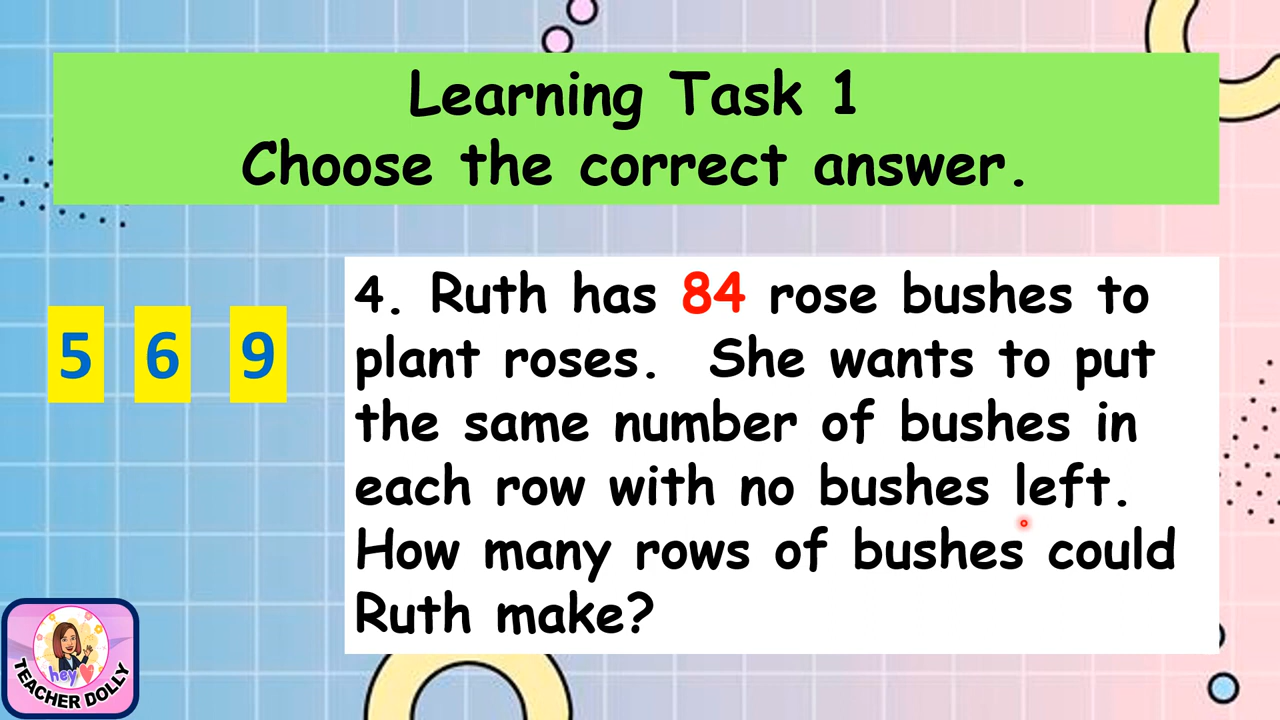 Learning Task 1
Choose the correct answer.
5 6 9
4. Ruth has 84 rose bushes to
plant roses. She wants to put
the same number of bushes in
each row with no bushes left.
How many rows of bushes could
Ruth make?
hey
TEACHER DOLLY